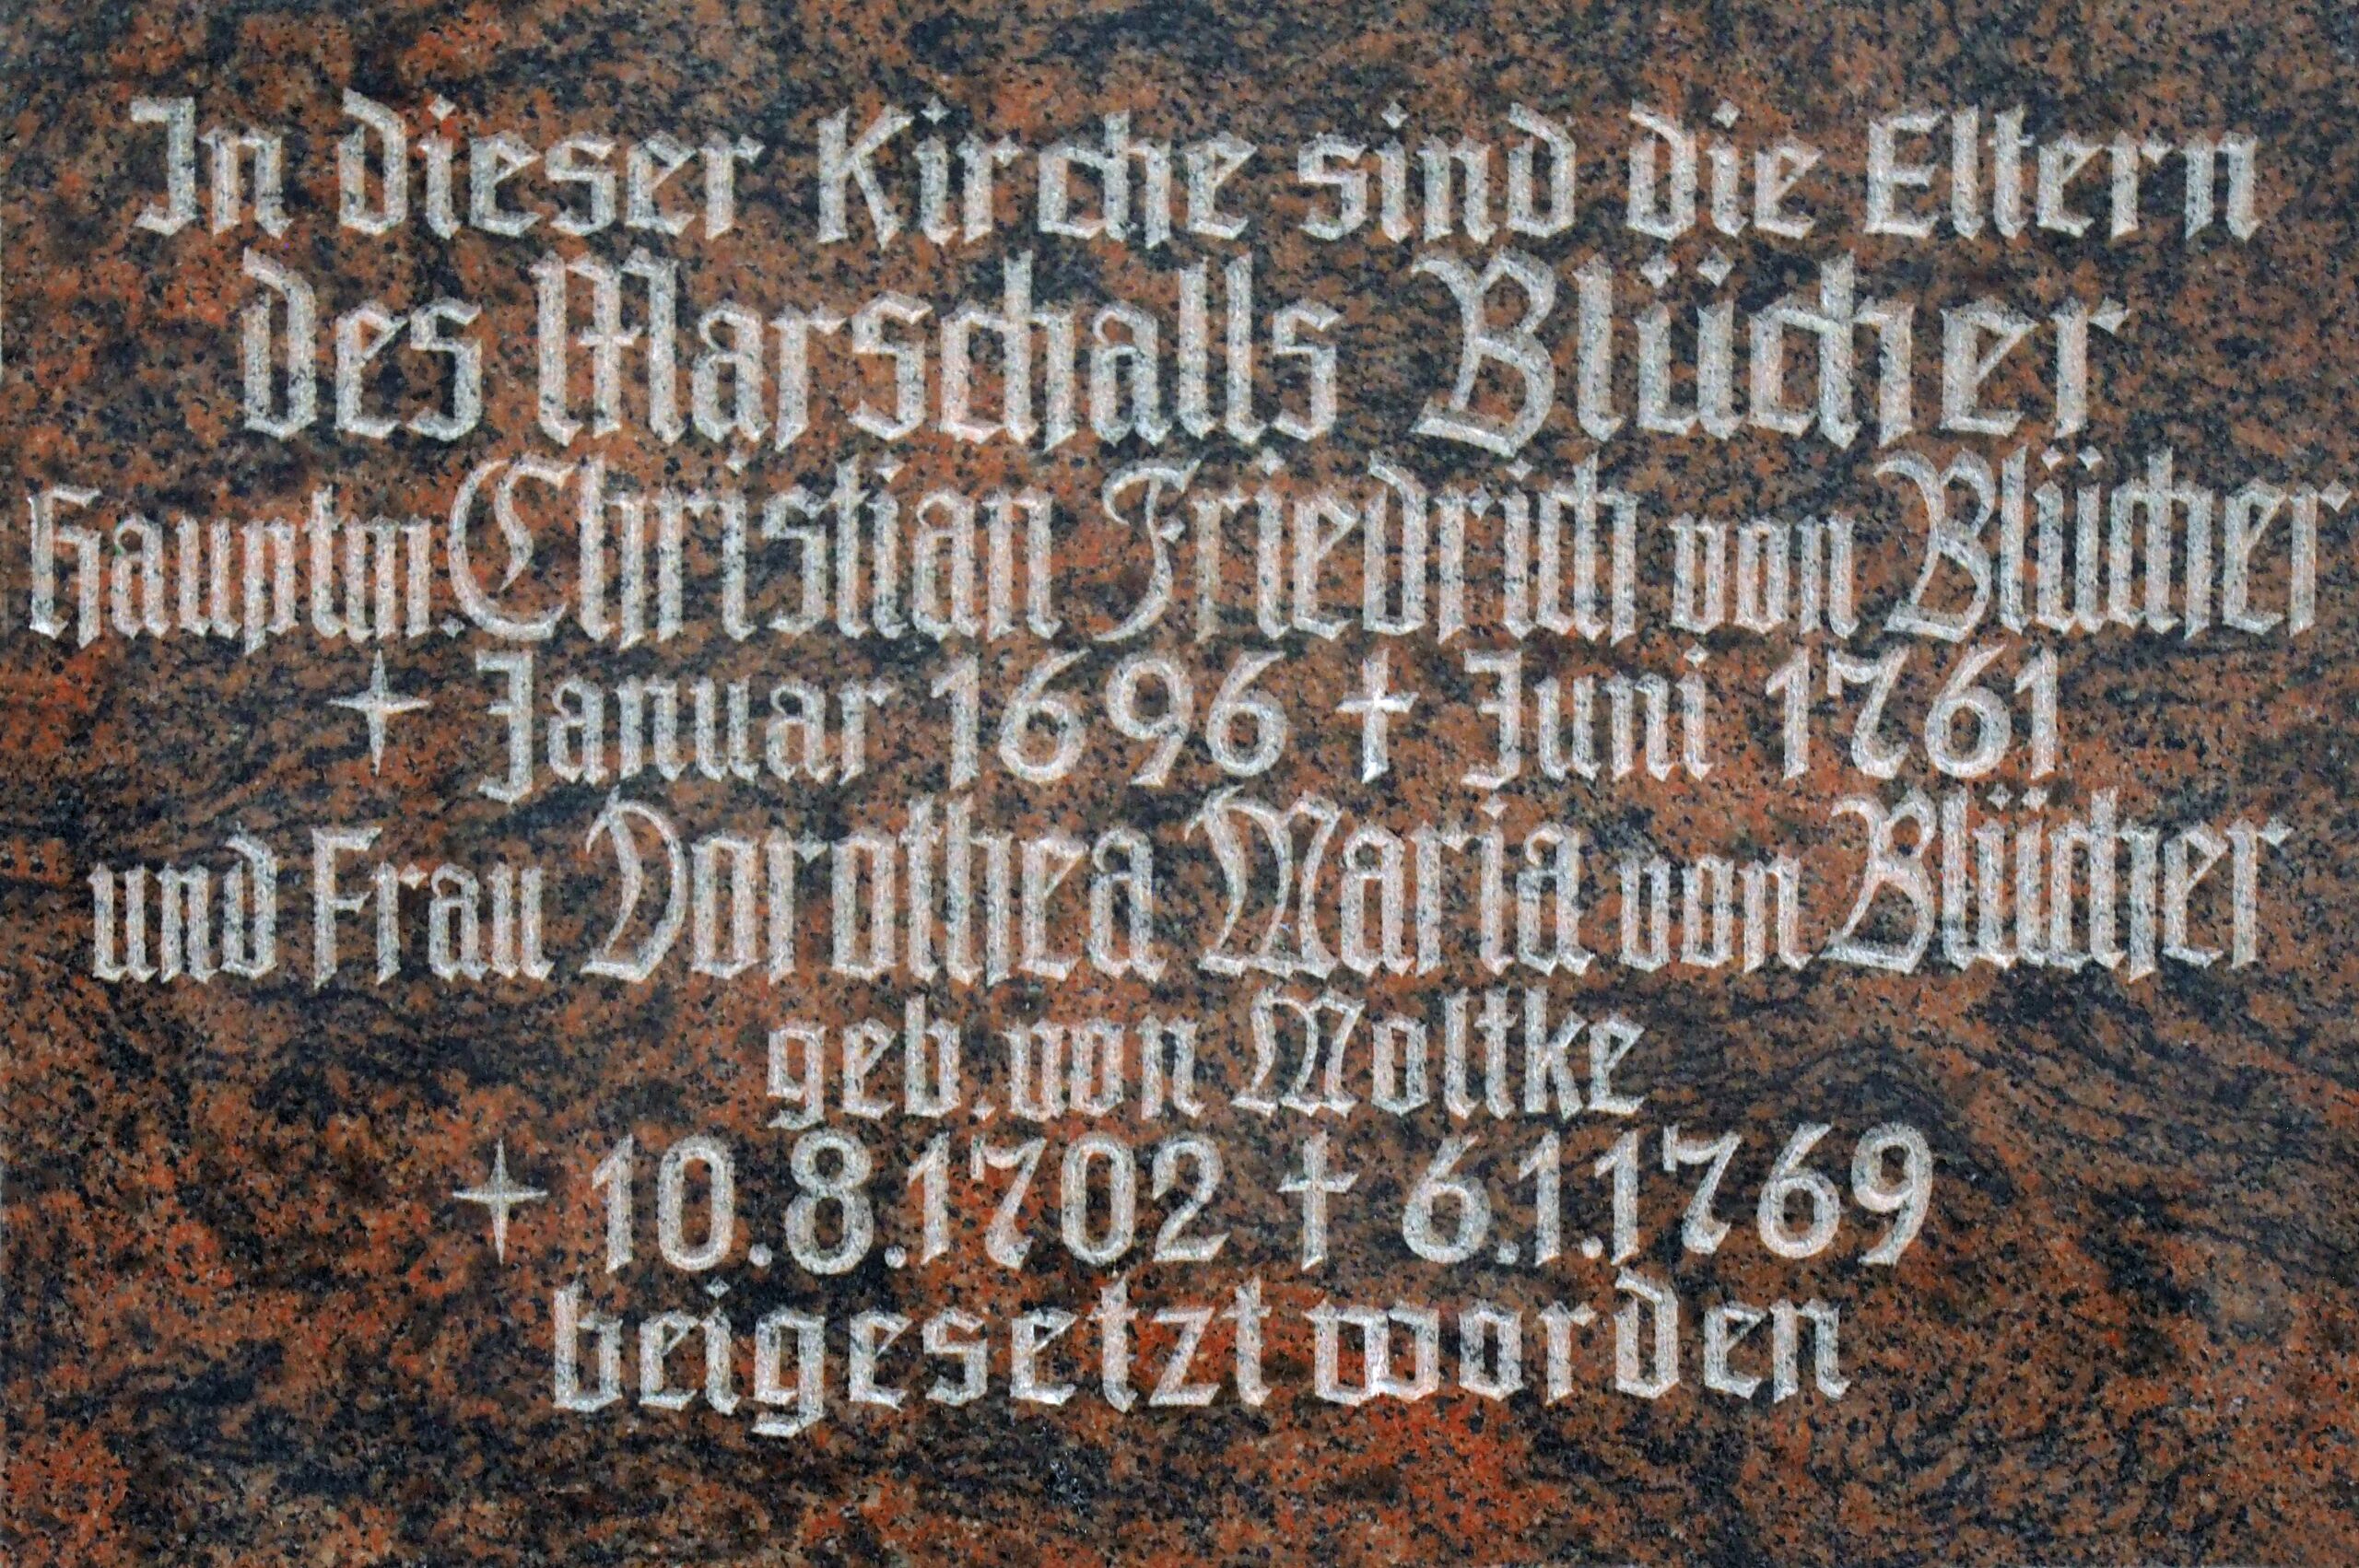 In dieser Kirche sind die Eltern
des Marschalls Blücher
Hauptm. Christian Friedrich von Blücher
✦ Januar 1696 † Juni 1761
und Frau Dorothea Maria von Blücher
geb. von Moltke
✦ 10.8.1702 † 6.1.1769
beigesetzt worden